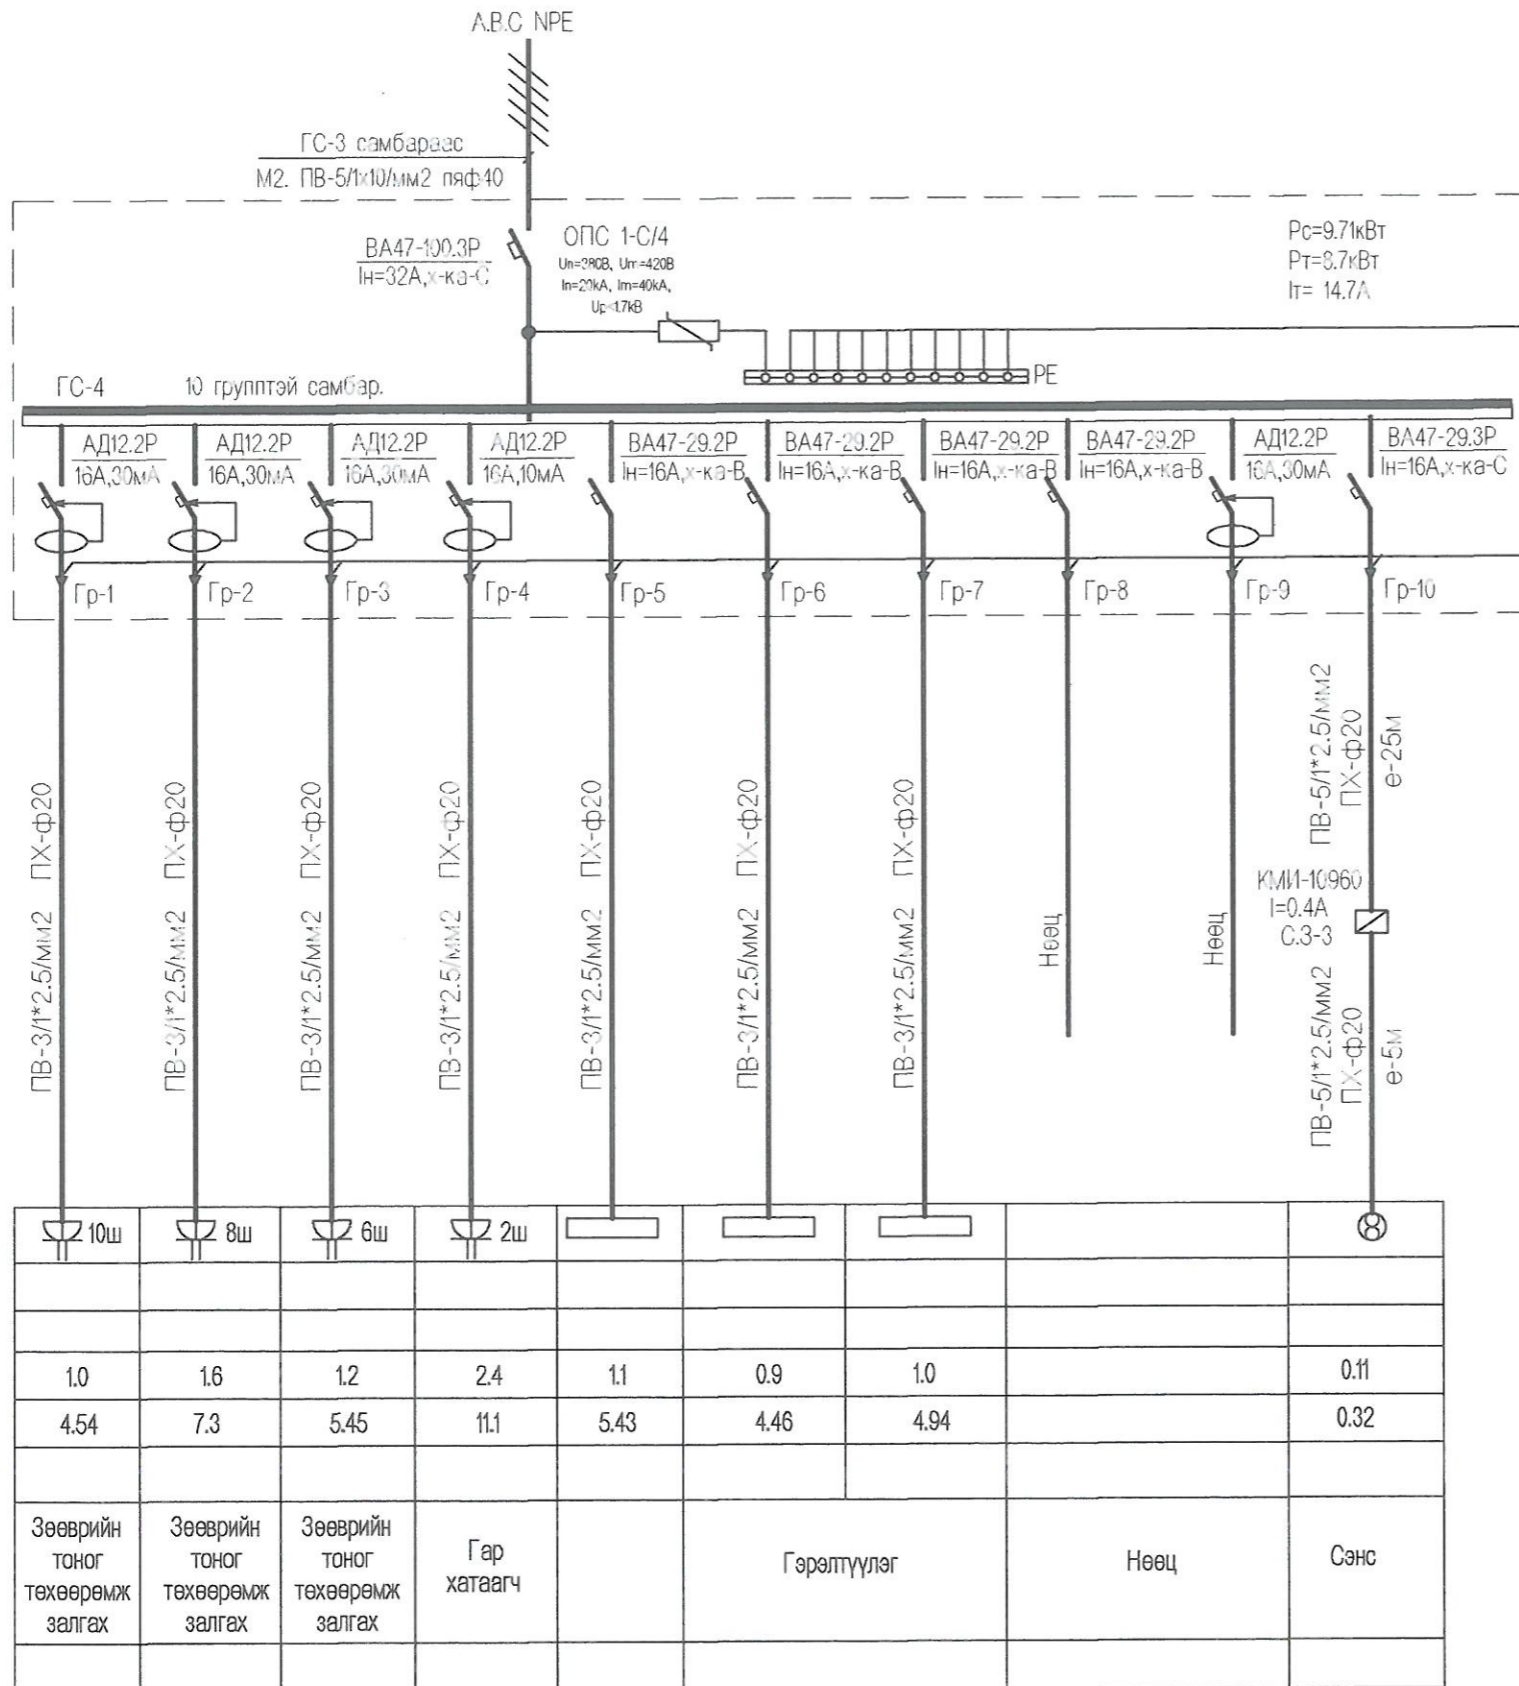 A.B.C NPE
ГС-3 самбараас
М2. ПВ-5/1х10/мм2 пяф40
ВА47-100.3Р
Iн=32А,х-ка-С
ОПС 1-С/4
Un=380В, Um=420В
In=20kA, Im=40kA,
Up<1.7kB
Рс=9.71кВт
Рт=8.7кВт
Iт= 14.7А
PE
ГС-4
10 групптэй самбар.
АД12.2Р
16А,30мА
АД12.2Р
16А,30мА
АД12.2Р
16А,30мА
АД12.2Р
16А,10мА
ВА47-29.2Р
Iн=16А,х-ка-В
ВА47-29.2Р
Iн=16А,х-ка-В
ВА47-29.2Р
Iн=16А,х-ка-В
ВА47-29.2Р
Iн=16А,х-ка-В
АД12.2Р
16А,30мА
ВА47-29.3Р
Iн=16А,х-ка-С
Гр-1
Гр-2
Гр-3
Гр-4
Гр-5
Гр-6
Гр-7
Гр-8
Гр-9
Гр-10
ПВ-3/1*2.5/мм2 ПХ-ф20
ПВ-3/1*2.5/мм2 ПХ-ф20
ПВ-3/1*2.5/мм2 ПХ-ф20
ПВ-3/1*2.5/мм2 ПХ-ф20
ПВ-3/1*2.5/мм2 ПХ-ф20
ПВ-3/1*2.5/мм2 ПХ-ф20
ПВ-3/1*2.5/мм2 ПХ-ф20
Нөөц
Нөөц
ПВ-5/1*2.5/мм2
ПХ-ф20
е-25м
КМИ-10960
I=0.4А
С.З-3
ПВ-5/1*2.5/мм2
ПХ-ф20
е-5м
10ш
8ш
6ш
2ш
1.0 1.6 1.2 2.4 1.1 0.9 1.0 0.11
4.54 7.3 5.45 11.1 5.43 4.46 4.94 0.32
Зөөврийн
тоног
төхөөрөмж
залгах
Зөөврийн
тоног
төхөөрөмж
залгах
Зөөврийн
тоног
төхөөрөмж
залгах
Гар
хатаагч
Гэрэлтүүлэг
Нөөц
Сэнс